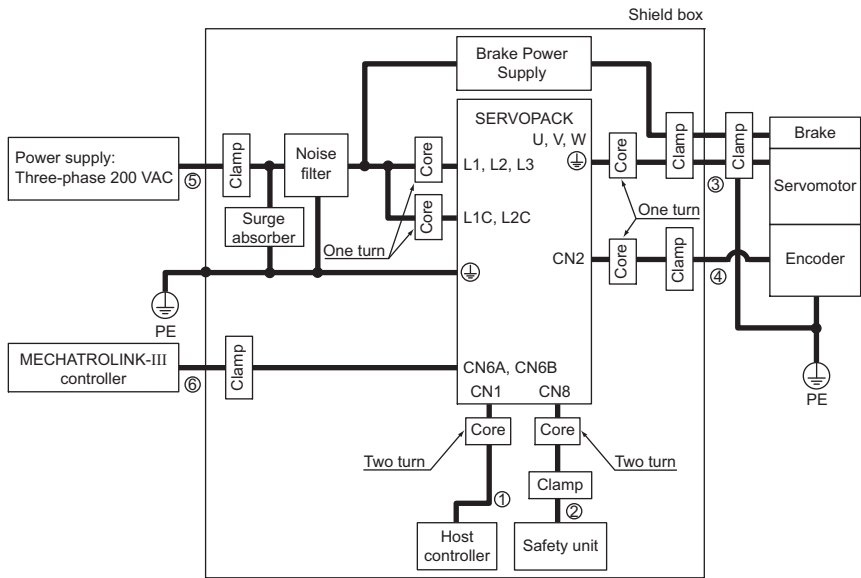 Shield box
Brake Power
Supply
SERVOPACK
U, V, W
Power supply:
Three-phase 200 VAC
⑤
Clamp
Noise
filter
Core
L1, L2, L3
Core
Clamp
Clamp
Brake
③
Servomotor
Surge
absorber
One turn
Core
L1C, L2C
One turn
CN2
Core
Clamp
④
Encoder
PE
MECHATROLINK-III
controller
⑥
Clamp
CN6A, CN6B
PE
CN1
CN8
Two turn
Core
Core
Two turn
Clamp
①
②
Host
controller
Safety unit